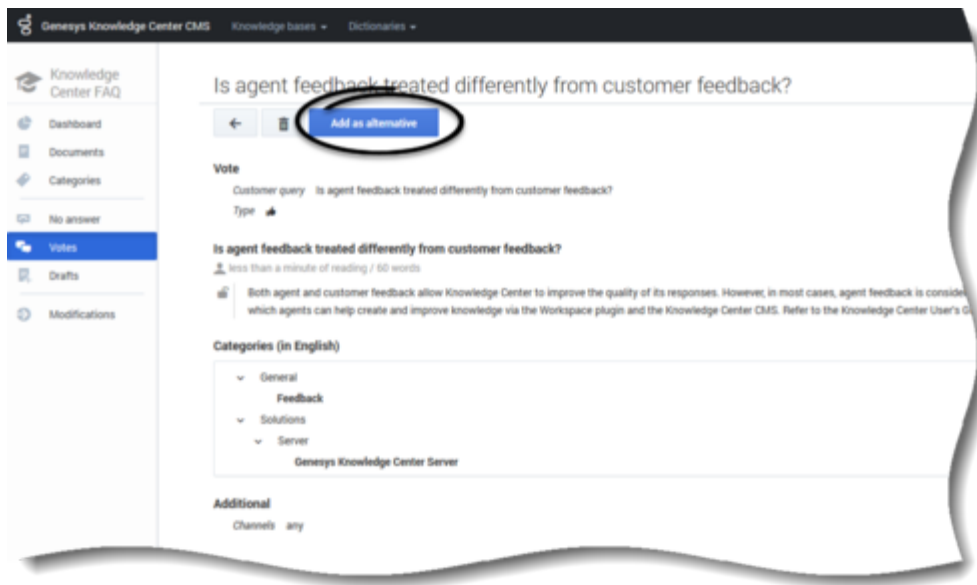 Genesys Knowledge Center CMS Knowledge bases Dictionaries
Knowledge
Center FAQ
Dashboard
Documents
Categories
No answer
Votes
Drafts
Modifications
Is agent feedback treated differently from customer feedback?
Add as alternative
Vote
Customer query Is agent feedback treated differently from customer feedback?
Type
Is agent feedback treated differently from customer feedback?
less than a minute of reading / 60 words
Both agent and customer feedback allow Knowledge Center to improve the quality of its responses. However, in most cases, agent feedback is
which agents can help create and improve knowledge via the Workspace plugin and the Knowledge Center CMS. Refer to the Knowledge Center User's
Categories (in English)
General
Feedback
Solutions
Server
Genesys Knowledge Center Server
Additional
Channels any